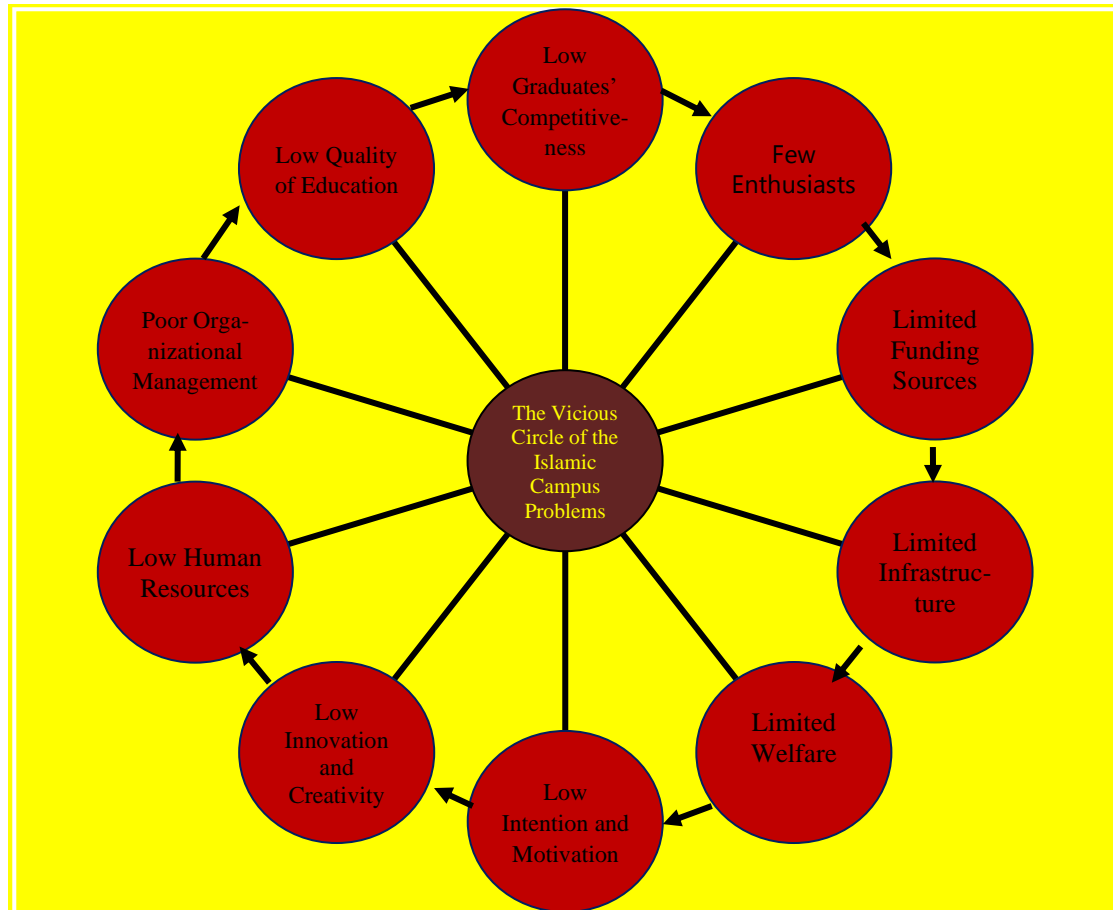 Low
Graduates’
Competitive-
ness
Few
Enthusiasts
Limited
Funding
Sources
Limited
Infrastruc-
ture
Limited
Welfare
Low
Intention and
Motivation
Low
Innovation
and
Creativity
Low Human
Resources
Poor Orga-
nizational
Management
Low Quality
of Education
The Vicious
Circle of the
Islamic
Campus
Problems